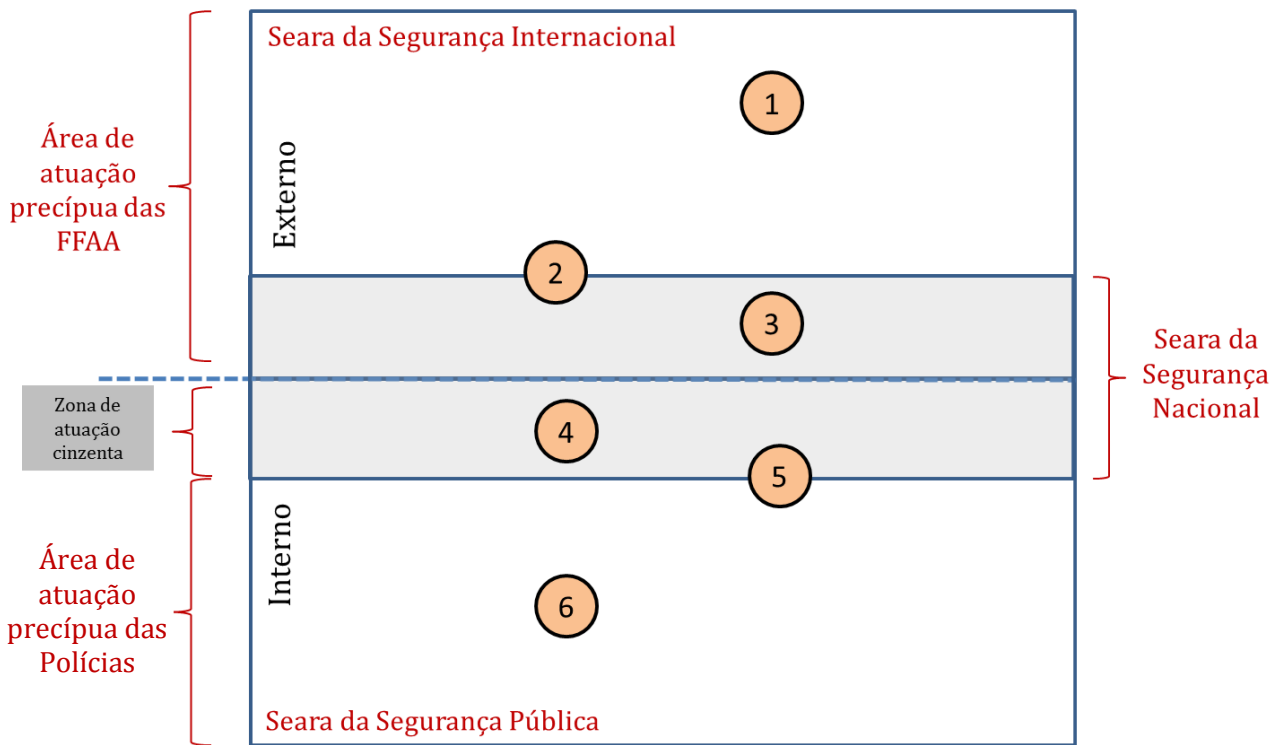 Seara da Segurança Internacional
1
Área de
atuação
precípua das
FFAA
Externo
2
3
Seara da
Segurança
Nacional
Zona de
atuação
cinzenta
4
5
Interno
Área de
atuação
precípua das
Polícias
6
Seara da Segurança Pública